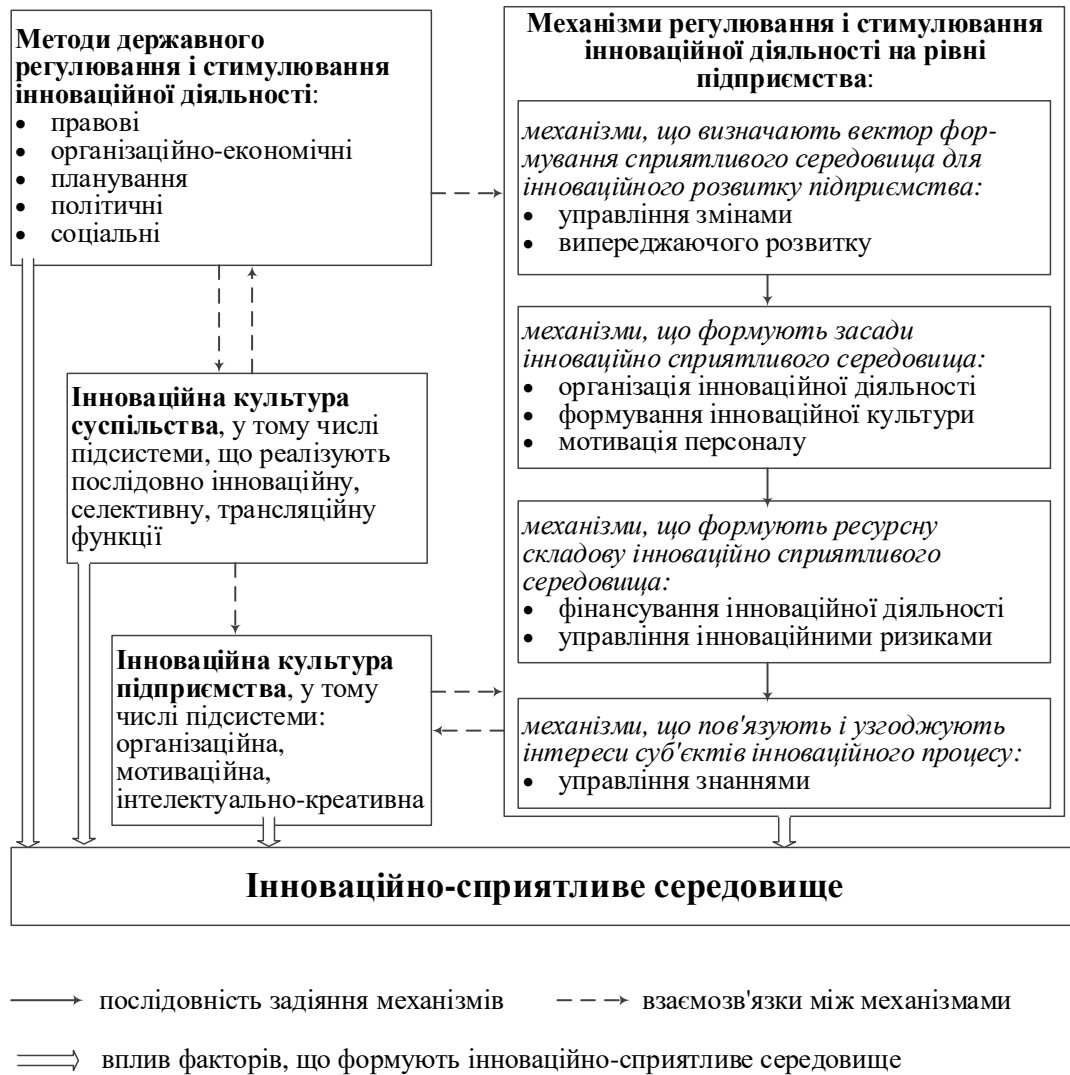 Методи державного
регулювання і стимулювання
інноваційної діяльності:
• правові
• організаційно-економічні
• планування
• політичні
• соціальні
Інноваційна культура
суспільства, у тому числі
підсистеми, що реалізують
послідовно інноваційну,
селективну, трансляційну
функції
Інноваційна культура
підприємства, у тому
числі підсистеми:
організаційна,
мотиваційна,
інтелектуально-креативна
Механізми регулювання і стимулювання
інноваційної діяльності на рівні
підприємства:
механізми, що визначають вектор фор-
мування сприятливого середовища для
інноваційного розвитку підприємства:
• управління змінами
• випереджаючого розвитку
механізми, що формують засади
інноваційно сприятливого середовища:
• організація інноваційної діяльності
• формування інноваційної культури
• мотивація персоналу
механізми, що формують ресурсну
складову інноваційно сприятливого
середовища:
• фінансування інноваційної діяльності
• управління інноваційними ризиками
механізми, що пов'язують і узгоджують
інтереси суб'єктів інноваційного процесу:
• управління знаннями
Інноваційно-сприятливе середовище
послідовність задіяння механізмів
взаємозв'язки між механізмами
вплив факторів, що формують інноваційно-сприятливе середовище